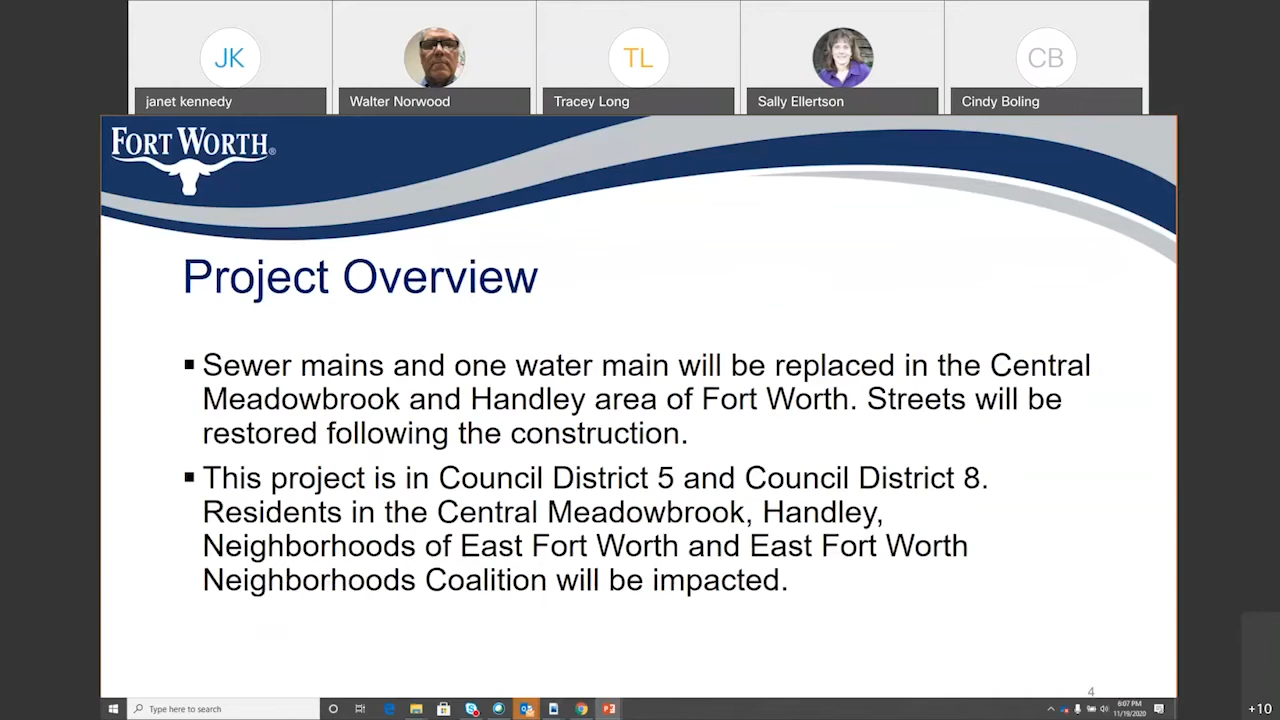 JK
TL
CB
janet kennedy
Walter Norwood
Tracey Long
Sally Ellertson
Cindy Boling
FORT WORTH®
Project Overview
▪ Sewer mains and one water main will be replaced in the Central
Meadowbrook and Handley area of Fort Worth. Streets will be
restored following the construction.
▪ This project is in Council District 5 and Council District 8.
Residents in the Central Meadowbrook, Handley,
Neighborhoods of East Fort Worth and East Fort Worth
Neighborhoods Coalition will be impacted.
4
Type here to search
6:07 PM
11/19/2020
+10